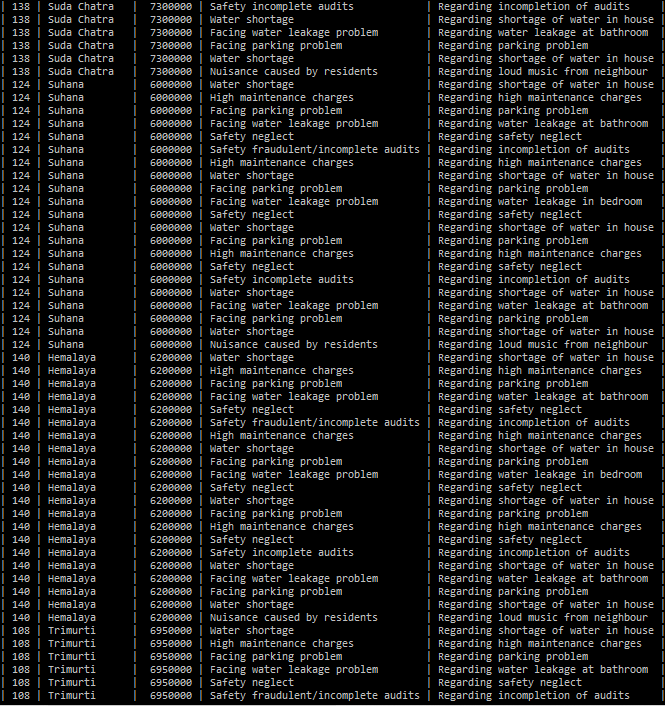 | 138 | Suda Chatra | 7300000 | Safety incomplete audits | Regarding incompletion of audits
| 138 | Suda Chatra | 7300000 | Water shortage | Regarding shortage of water in house |
| 138 | Suda Chatra | 7300000 | Facing water leakage problem | Regarding water leakage at bathroom |
| 138 | Suda Chatra | 7300000 | Facing parking problem | Regarding parking problem |
| 138 | Suda Chatra | 7300000 | Water shortage | Regarding shortage of water in house |
| 138 | Suda Chatra | 7300000 | Nuisance caused by residents | Regarding loud music from neighbour |
| 124 | Suhana | 6000000 | Water shortage | Regarding shortage of water in house |
| 124 | Suhana | 6000000 | High maintenance charges | Regarding high maintenance charges |
| 124 | Suhana | 6000000 | Facing parking problem | Regarding parking problem |
| 124 | Suhana | 6000000 | Facing water leakage problem | Regarding water leakage at bathroom |
| 124 | Suhana | 6000000 | Safety neglect | Regarding safety neglect |
| 124 | Suhana | 6000000 | Safety fraudulent/incomplete audits | Regarding incompletion of audits |
| 124 | Suhana | 6000000 | High maintenance charges | Regarding high maintenance charges |
| 124 | Suhana | 6000000 | Water shortage | Regarding shortage of water in house |
| 124 | Suhana | 6000000 | Facing parking problem | Regarding parking problem |
| 124 | Suhana | 6000000 | Facing water leakage problem | Regarding water leakage in bedroom |
| 124 | Suhana | 6000000 | Safety neglect | Regarding safety neglect |
| 124 | Suhana | 6000000 | Water shortage | Regarding shortage of water in house |
| 124 | Suhana | 6000000 | Facing parking problem | Regarding parking problem |
| 124 | Suhana | 6000000 | High maintenance charges | Regarding high maintenance charges |
| 124 | Suhana | 6000000 | Safety neglect | Regarding safety neglect |
| 124 | Suhana | 6000000 | Safety incomplete audits | Regarding incompletion of audits |
| 124 | Suhana | 6000000 | Water shortage | Regarding shortage of water in house |
| 124 | Suhana | 6000000 | Facing water leakage problem | Regarding water leakage at bathroom |
| 124 | Suhana | 6000000 | Facing parking problem | Regarding parking problem |
| 124 | Suhana | 6000000 | Water shortage | Regarding shortage of water in house |
| 124 | Suhana | 6000000 | Nuisance caused by residents | Regarding loud music from neighbour |
| 140 | Hemalaya | 6200000 | Water shortage | Regarding shortage of water in house |
| 140 | Hemalaya | 6200000 | High maintenance charges | Regarding high maintenance charges |
| 140 | Hemalaya | 6200000 | Facing parking problem | Regarding parking problem |
| 140 | Hemalaya | 6200000 | Facing water leakage problem | Regarding water leakage at bathroom |
| 140 | Hemalaya | 6200000 | Safety neglect | Regarding safety neglect |
| 140 | Hemalaya | 6200000 | Safety fraudulent/incomplete audits | Regarding incompletion of audits |
| 140 | Hemalaya | 6200000 | High maintenance charges | Regarding high maintenance charges |
| 140 | Hemalaya | 6200000 | Water shortage | Regarding shortage of water in house |
| 140 | Hemalaya | 6200000 | Facing parking problem | Regarding parking problem |
| 140 | Hemalaya | 6200000 | Facing water leakage problem | Regarding water leakage in bedroom |
| 140 | Hemalaya | 6200000 | Safety neglect | Regarding safety neglect |
| 140 | Hemalaya | 6200000 | Water shortage | Regarding shortage of water in house |
| 140 | Hemalaya | 6200000 | Facing parking problem | Regarding parking problem |
| 140 | Hemalaya | 6200000 | High maintenance charges | Regarding high maintenance charges |
| 140 | Hemalaya | 6200000 | Safety neglect | Regarding safety neglect |
| 140 | Hemalaya | 6200000 | Safety incomplete audits | Regarding incompletion of audits |
| 140 | Hemalaya | 6200000 | Water shortage | Regarding shortage of water in house |
| 140 | Hemalaya | 6200000 | Facing water leakage problem | Regarding water leakage at bathroom |
| 140 | Hemalaya | 6200000 | Facing parking problem | Regarding parking problem |
| 140 | Hemalaya | 6200000 | Water shortage | Regarding shortage of water in house |
| 140 | Hemalaya | 6200000 | Nuisance caused by residents | Regarding loud music from neighbour |
| 108 | Trimurti | 6950000 | Water shortage | Regarding shortage of water in house |
| 108 | Trimurti | 6950000 | High maintenance charges | Regarding high maintenance charges |
| 108 | Trimurti | 6950000 | Facing parking problem | Regarding parking problem |
| 108 | Trimurti | 6950000 | Facing water leakage problem | Regarding water leakage at bathroom |
| 108 | Trimurti | 6950000 | Safety neglect | Regarding safety neglect |
| 108 | Trimurti | 6950000 | Safety fraudulent/incomplete audits | Regarding incompletion of audits |